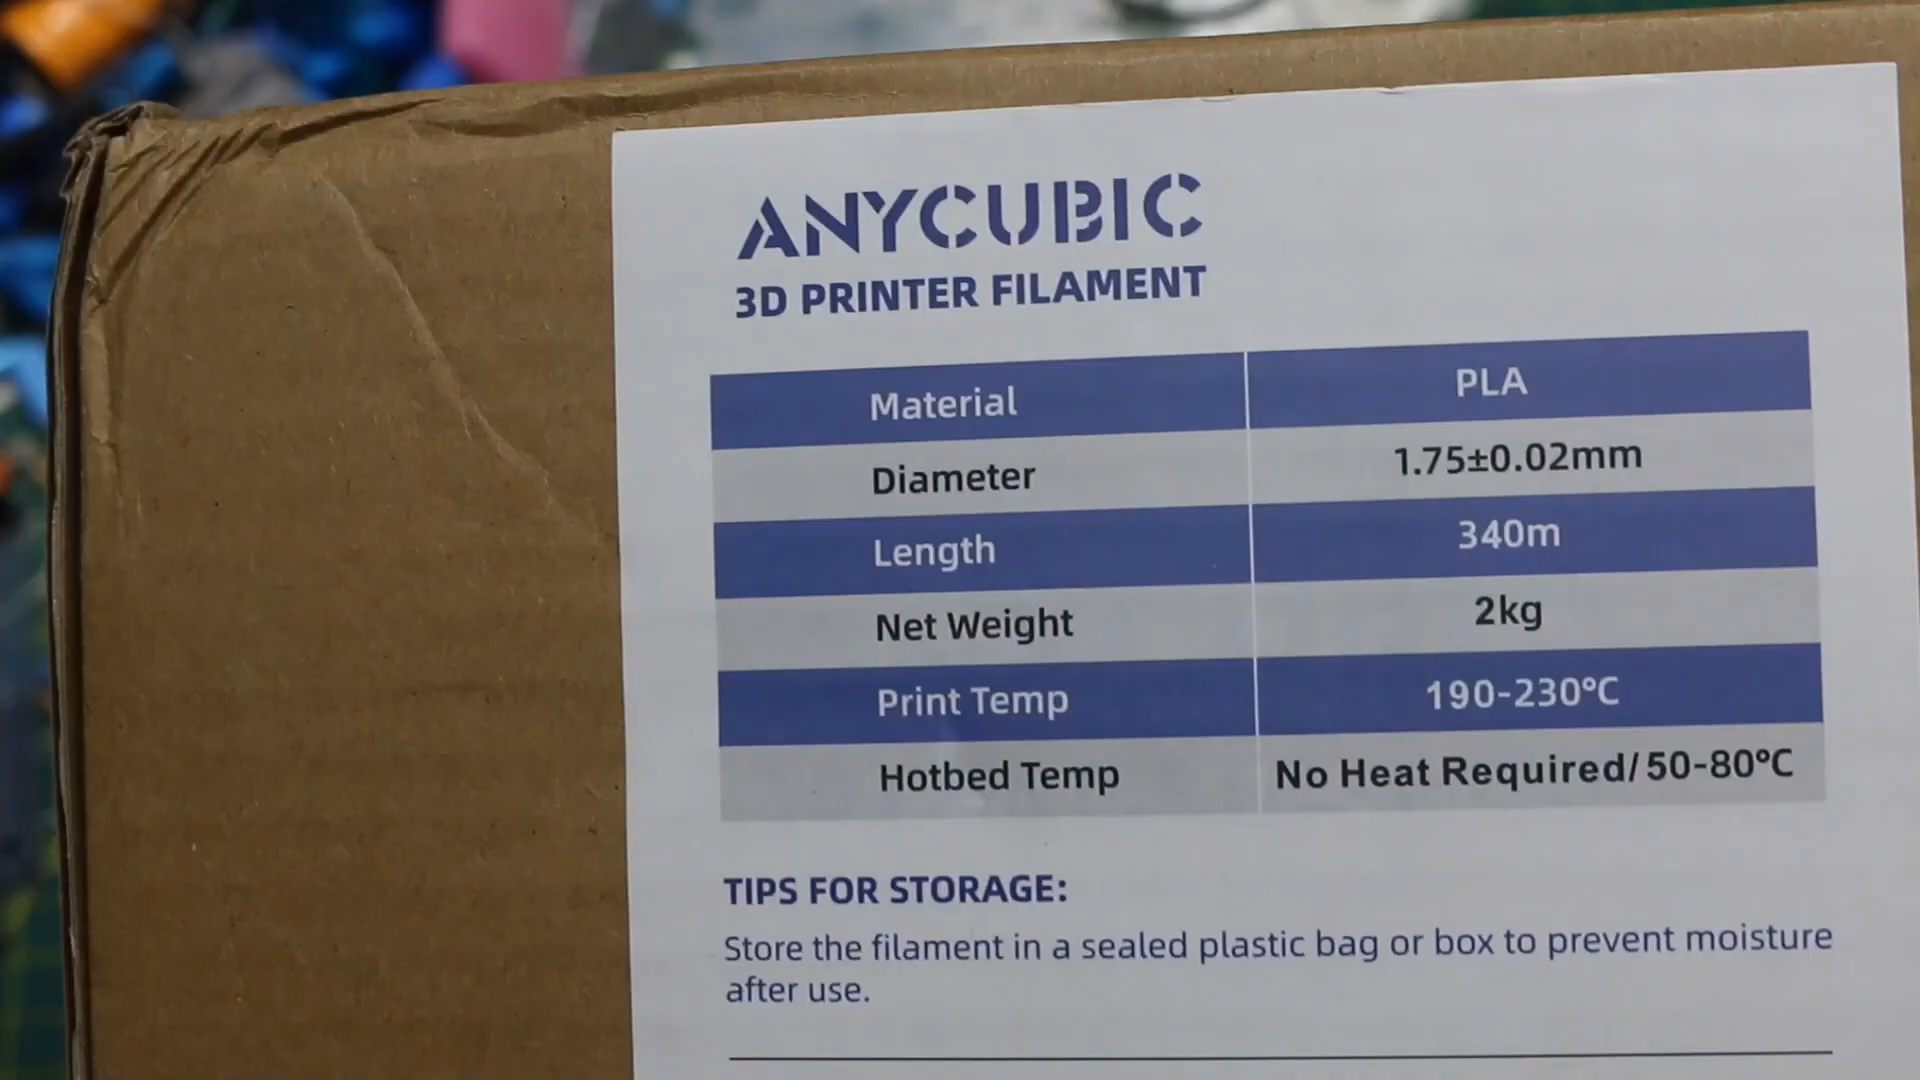 ANYCUBIC
3D PRINTER FILAMENT
Material PLA
Diameter 1.75±0.02mm
Length 340m
Net Weight 2kg
Print Temp 190-230℃
Hotbed Temp No Heat Required/50-80℃
TIPS FOR STORAGE:
Store the filament in a sealed plastic bag or box to prevent moisture
after use.